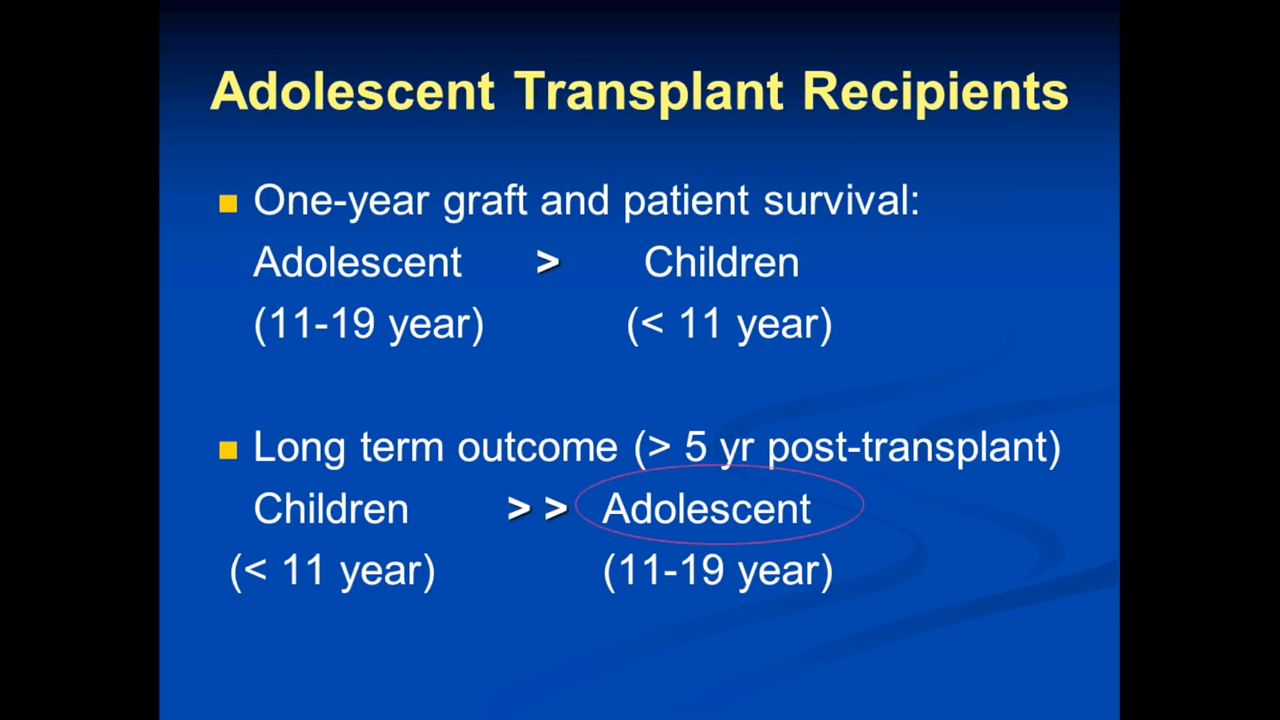 Adolescent Transplant Recipients
One-year graft and patient survival:
Adolescent > Children
(11-19 year) (< 11 year)
Long term outcome (> 5 yr post-transplant)
Children > > Adolescent
(< 11 year) (11-19 year)